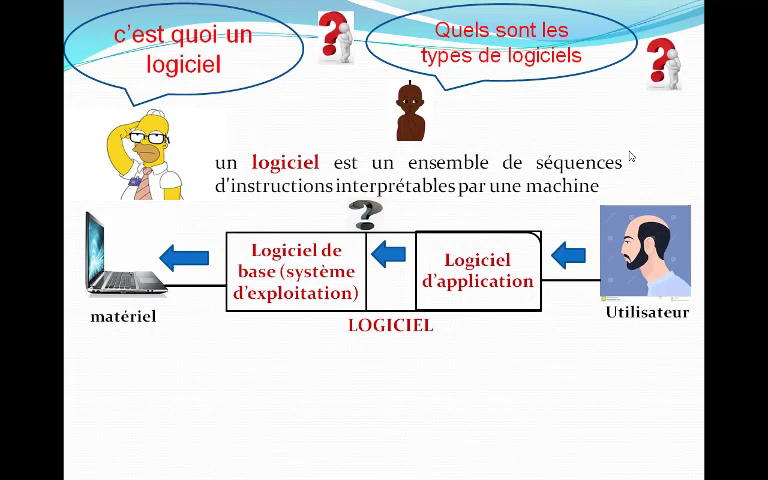 c'est quoi un
logiciel
Quels sont les
types de logiciels
un logiciel est un ensemble de séquences
d'instructions interprétables par une machine
Logiciel de
base (système
d'exploitation)
Logiciel
d'application
matériel
Utilisateur
LOGICIEL